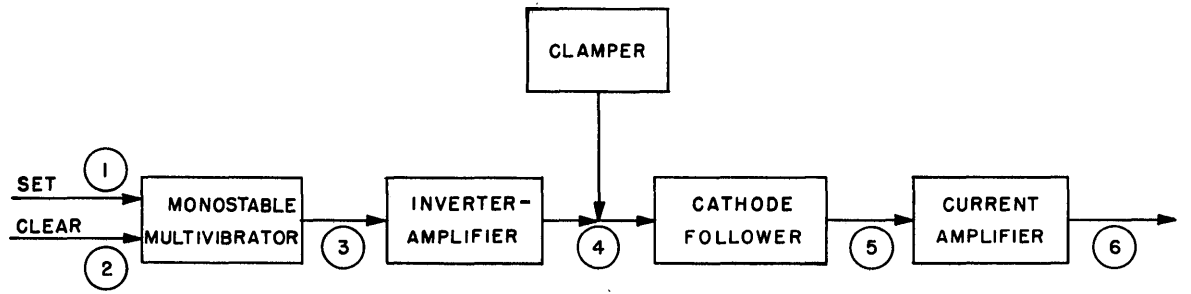 CLAMPER
SET
1
CLEAR
2
MONOSTABLE
MULTIVIBRATOR
3
INVERTER-
AMPLIFIER
4
CATHODE
FOLLOWER
5
CURRENT
AMPLIFIER
6